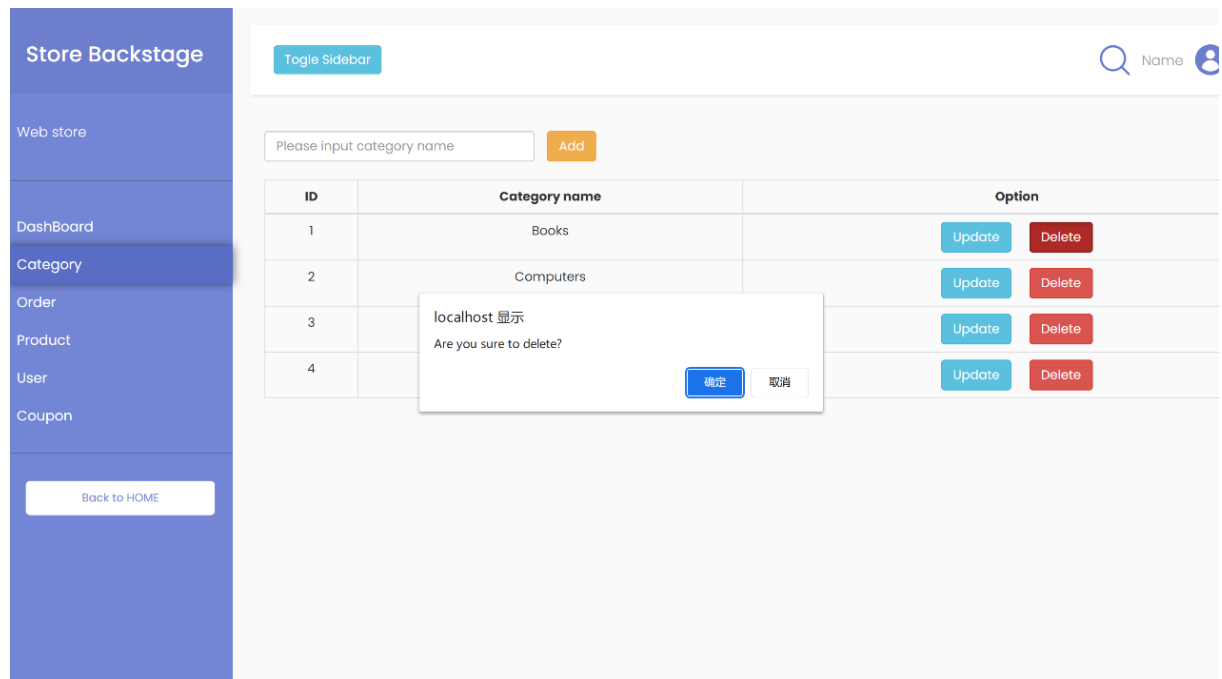 Store Backstage
Togle Sidebar
Name
Web store
Please input category name
Add
ID Category name Option
DashBoard
1 Books Update Delete
Category
2 Computers Update Delete
Order
localhost 显示
3 Update Delete
Product
Are you sure to delete?
User
4 Update Delete
确定 取消
Coupon
Back to HOME